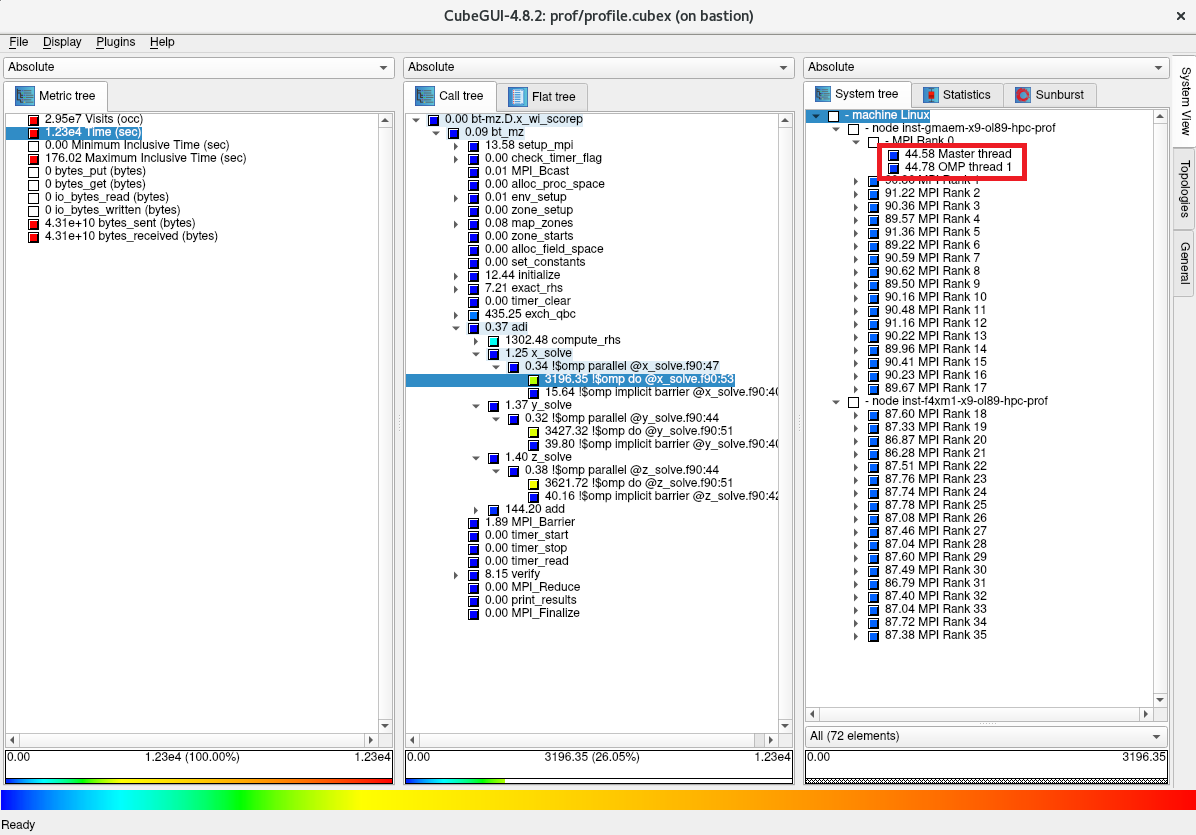 CubeGUI-4.8.2: prof/profile.cubex (on bastion)
File Display Plugins Help
Absolute
Metric tree
2.95e7 Visits (occ)
1.23e4 Time (sec)
0.00 Minimum Inclusive Time (sec)
176.02 Maximum Inclusive Time (sec)
0 bytes_put (bytes)
0 bytes_get (bytes)
0 io_bytes_read (bytes)
0 io_bytes_written (bytes)
4.31e+10 bytes_sent (bytes)
4.31e+10 bytes_received (bytes)
0.00 1.23e4 (100.00%) 1.23e4
Absolute
Call tree Flat tree
0.00 bt-mz.D.x_wl_scorep
0.09 bt_mz
13.58 setup_mpi
0.00 check_timer_flag
0.01 MPI_Bcast
0.00 alloc_proc_space
0.01 env_setup
0.00 zone_setup
0.08 map_zones
0.00 zone_starts
0.00 alloc_field_space
0.00 set_constants
12.44 initialize
7.21 exact_rhs
0.00 timer_clear
435.25 exch_qbc
0.37 adi
1302.48 compute_rhs
1.25 x_solve
0.34 !$omp parallel @x_solve.f90:47
3196.35 !$omp do @x_solve.f90:53
15.64 !$omp implicit barrier @x_solve.f90:40
1.37 y_solve
0.32 !$omp parallel @y_solve.f90:44
3427.32 !$omp do @y_solve.f90:51
39.80 !$omp implicit barrier @y_solve.f90:40
1.40 z_solve
0.38 !$omp parallel @z_solve.f90:44
3621.72 !$omp do @z_solve.f90:51
40.16 !$omp implicit barrier @z_solve.f90:42
144.20 add
1.89 MPI_Barrier
0.00 timer_start
0.00 timer_stop
0.00 timer_read
8.15 verify
0.00 MPI_Reduce
0.00 print_results
0.00 MPI_Finalize
0.00 3196.35 (26.05%) 1.23e4
Absolute
System tree Statistics Sunburst
- machine Linux
- node inst-gmaem-x9-ol89-hpc-prof
- MPI Rank 0
44.58 Master thread
44.78 OMP thread 1
MPI Rank 1
91.22 MPI Rank 2
90.36 MPI Rank 3
89.57 MPI Rank 4
91.36 MPI Rank 5
89.22 MPI Rank 6
90.59 MPI Rank 7
90.62 MPI Rank 8
89.50 MPI Rank 9
90.16 MPI Rank 10
90.48 MPI Rank 11
91.16 MPI Rank 12
90.22 MPI Rank 13
89.96 MPI Rank 14
90.41 MPI Rank 15
90.23 MPI Rank 16
89.67 MPI Rank 17
- node inst-f4xm1-x9-ol89-hpc-prof
87.60 MPI Rank 18
87.33 MPI Rank 19
86.87 MPI Rank 20
86.28 MPI Rank 21
87.51 MPI Rank 22
87.76 MPI Rank 23
87.74 MPI Rank 24
87.78 MPI Rank 25
87.08 MPI Rank 26
87.46 MPI Rank 27
87.04 MPI Rank 28
87.60 MPI Rank 29
87.49 MPI Rank 30
86.79 MPI Rank 31
87.40 MPI Rank 32
87.04 MPI Rank 33
87.72 MPI Rank 34
87.38 MPI Rank 35
All (72 elements)
0.00 3196.35
System View
Topologies
General
Ready